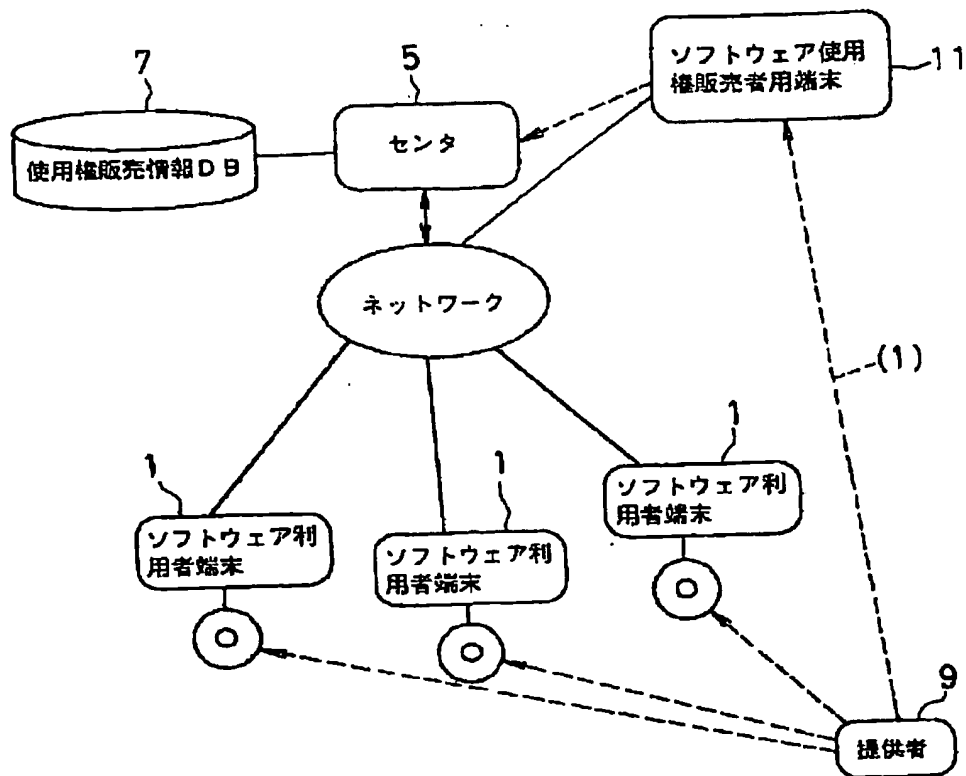 7
5
11
ソフトウェア使用
権販売者用端末
センタ
使用権販売情報DB
ネットワーク
(1)
1
1
1
ソフトウェア利
用者端末
ソフトウェア利
用者端末
ソフトウェア利
用者端末
9
提供者